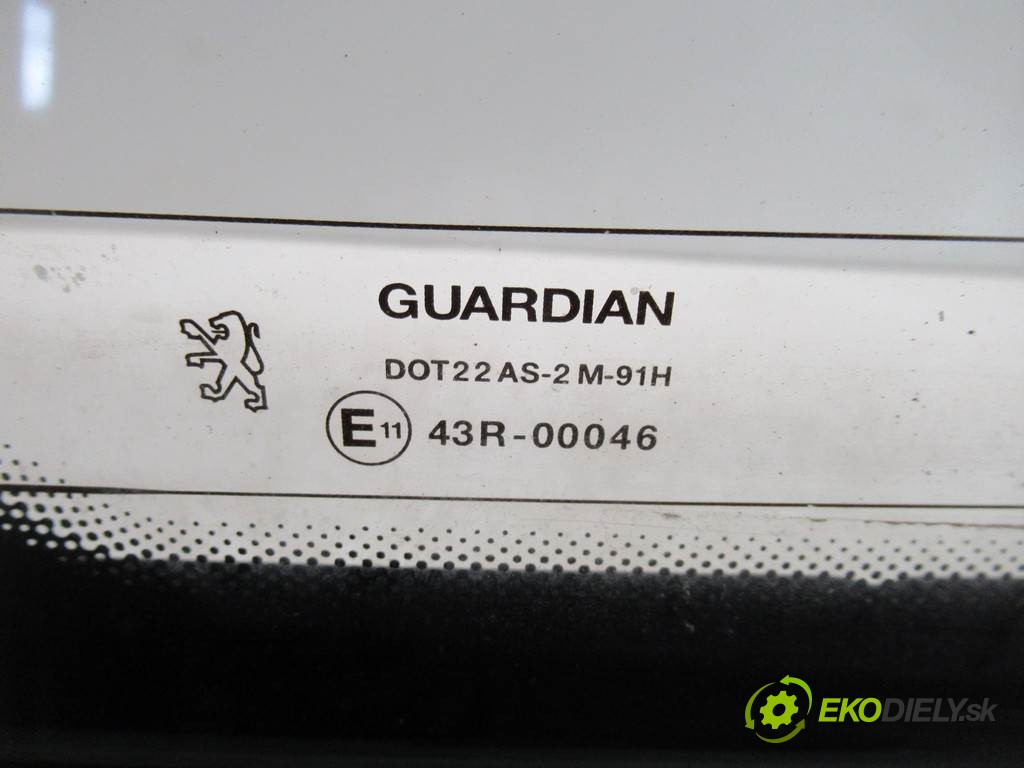 GUARDIAN
DOT22 AS-2 M-91H
E11 43R-00046
EKODIELY.sk